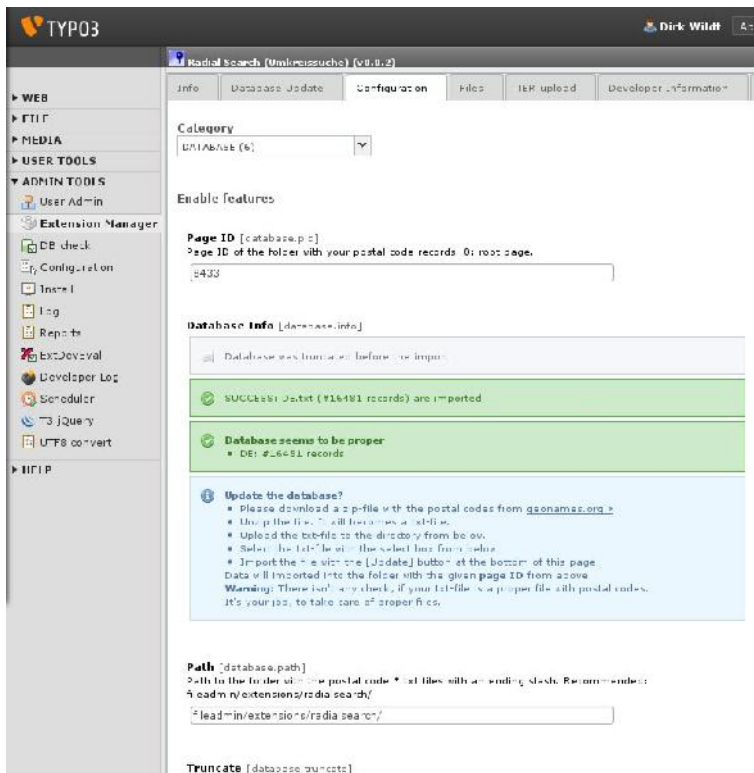 TYPO3
Dirk Wildt
Radial Search (Umkreissuche) (v0.0.2)
Info
Database Update
Configuration
Files
TER upload
Developer Information
WEB
FILE
MEDIA
USER TOOLS
ADMIN TOOLS
User Admin
Extension Manager
DB check
Configuration
Install
Log
Reports
ExtDevEval
Developer Log
Scheduler
T3 jQuery
UTF8 convert
HELP
Category
DATABASE (6)
Enable features
Page ID [database.pid]
Page ID of the folder with your postal code records. 0: root page.
8433
Database Info [database.info]
Database was truncated before the import
SUCCESS: DE.txt (#16481 records) are imported
Database seems to be proper
DE: #16481 records
Update the database?
Please download a zip-file with the postal codes from geonames.org >
Unzip the file. It will becomes a txt-file.
Upload the txt-file to the directory from below.
Select the txt-file with the select box from below
Import the file with the [Update] button at the bottom of this page
Data will imported into the folder with the given page ID from above
Warning: There isn't any check, if your txt-file is a proper file with postal codes.
It's your job, to take care of proper files.
Path [database.path]
Path to the folder with the postal code *.txt files with an ending slash. Recommended:
fileadmin/extensions/radialsearch/
fileadmin/extensions/radialsearch/
Truncate [database.truncate]